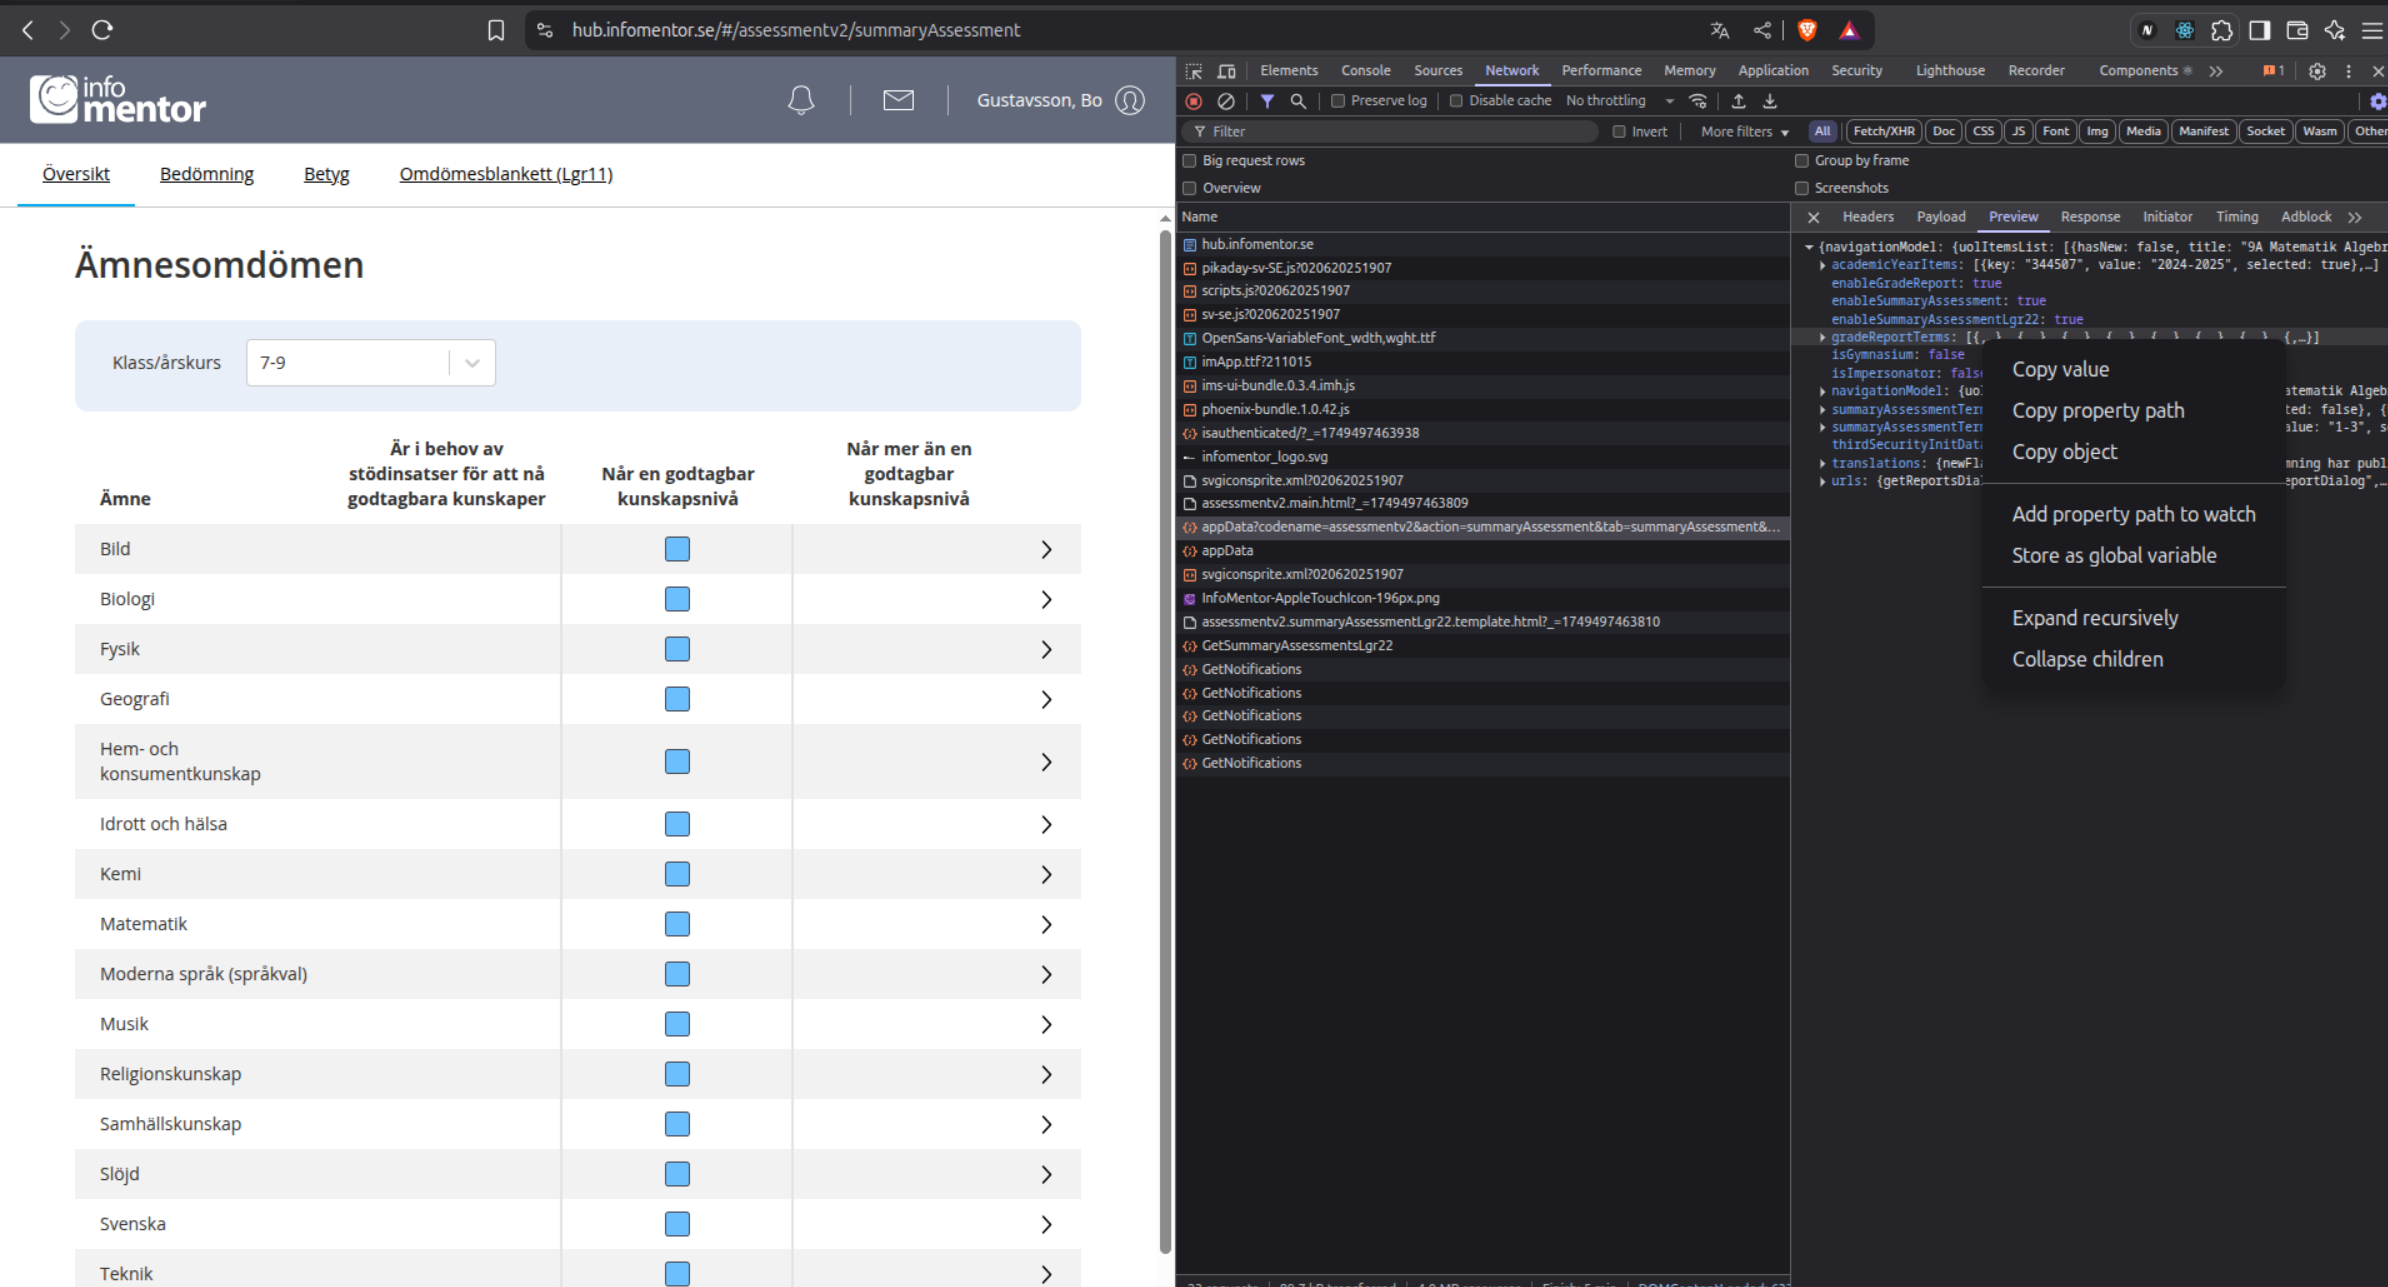 hub.infomentor.se/#/assessmentv2/summaryAssessment
info
mentor
Gustavsson, Bo
Översikt
Bedömning
Betyg
Omdömesblankett (Lgr11)
Ämnesomdömen
Klass/årskurs
7-9
Ämne
Är i behov av
stödinsatser för att nå
godtagbara kunskaper
Når en godtagbar
kunskapsnivå
Når mer än en
godtagbar
kunskapsnivå
Bild
Biologi
Fysik
Geografi
Hem- och
konsumentkunskap
Idrott och hälsa
Kemi
Matematik
Moderna språk (språkval)
Musik
Religionskunskap
Samhällskunskap
Slöjd
Svenska
Teknik
Elements Console Sources Network Performance Memory Application Security Lighthouse Recorder Components 1
Preserve log Disable cache No throttling
Filter Invert More filters All Fetch/XHR Doc CSS JS Font Img Media Manifest Socket Wasm Other
Big request rows Group by frame
Overview Screenshots
Name
hub.infomentor.se
pikaday-sv-SE.js?020620251907
scripts.js?020620251907
sv-se.js?020620251907
OpenSans-VariableFont_wdth,wght.ttf
imApp.ttf?211015
ims-ui-bundle.0.3.4.imh.js
phoenix-bundle.1.0.42.js
isauthenticated/?_=1749497463938
infomentor_logo.svg
svgiconsprite.xml?020620251907
assessmentv2.main.html?_=1749497463809
appData?codename=assessmentv2&action=summaryAssessment&tab=summaryAssessment&...
appData
svgiconsprite.xml?020620251907
InfoMentor-AppleTouchIcon-196px.png
assessmentv2.summaryAssessmentLgr22.template.html?_=1749497463810
GetSummaryAssessmentsLgr22
GetNotifications
GetNotifications
GetNotifications
GetNotifications
GetNotifications
Headers Payload Preview Response Initiator Timing Adblock
{navigationModel: {uolItemsList: [{hasNew: false, title: "9A Matematik Algebr
academicYearItems: [{key: "344507", value: "2024-2025", selected: true},…]
enableGradeReport: true
enableSummaryAssessment: true
enableSummaryAssessmentLgr22: true
gradeReportTerms: [{,…}, {,…}, {,…}, {,…}, {,…}, {,…}, {,…}, {,…}]
isGymnasium: false
isImpersonator: false
navigationModel: {uol atematik Algeb
summaryAssessmentTer ted: false}, {
summaryAssessmentTer alue: "1-3", s
thirdSecurityInitData
translations: {newFla ning har publ
urls: {getReportsDia eportDialog",…
Copy value
Copy property path
Copy object
Add property path to watch
Store as global variable
Expand recursively
Collapse children